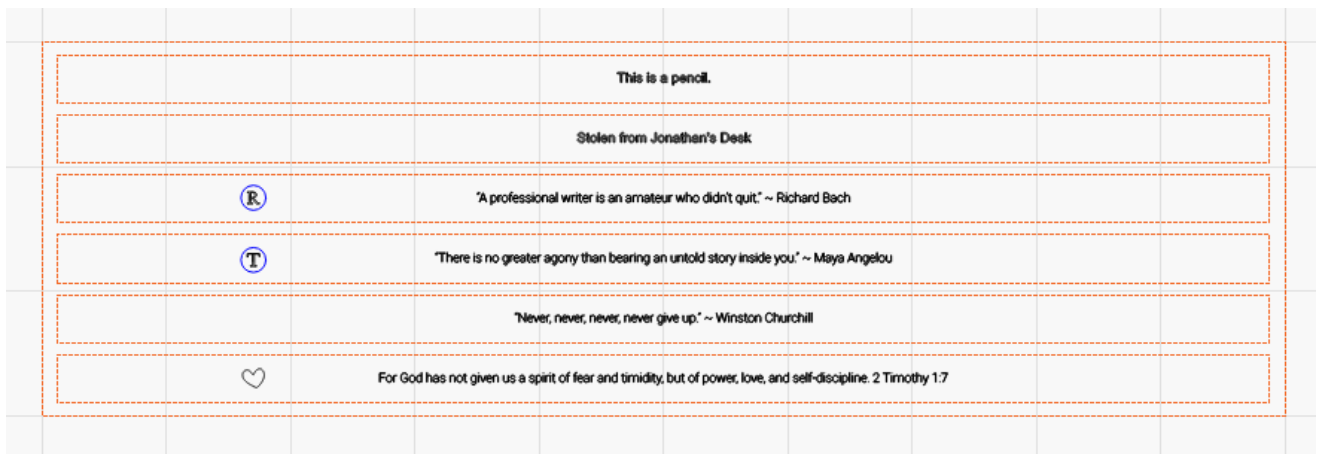 This is a pencil.
Stolen from Jonathan's Desk
R "A professional writer is an amateur who didn't quit." ~ Richard Bach
T "There is no greater agony than bearing an untold story inside you." ~ Maya Angelou
"Never, never, never, never give up." ~ Winston Churchill
For God has not given us a spirit of fear and timidity, but of power, love, and self-discipline. 2 Timothy 1:7